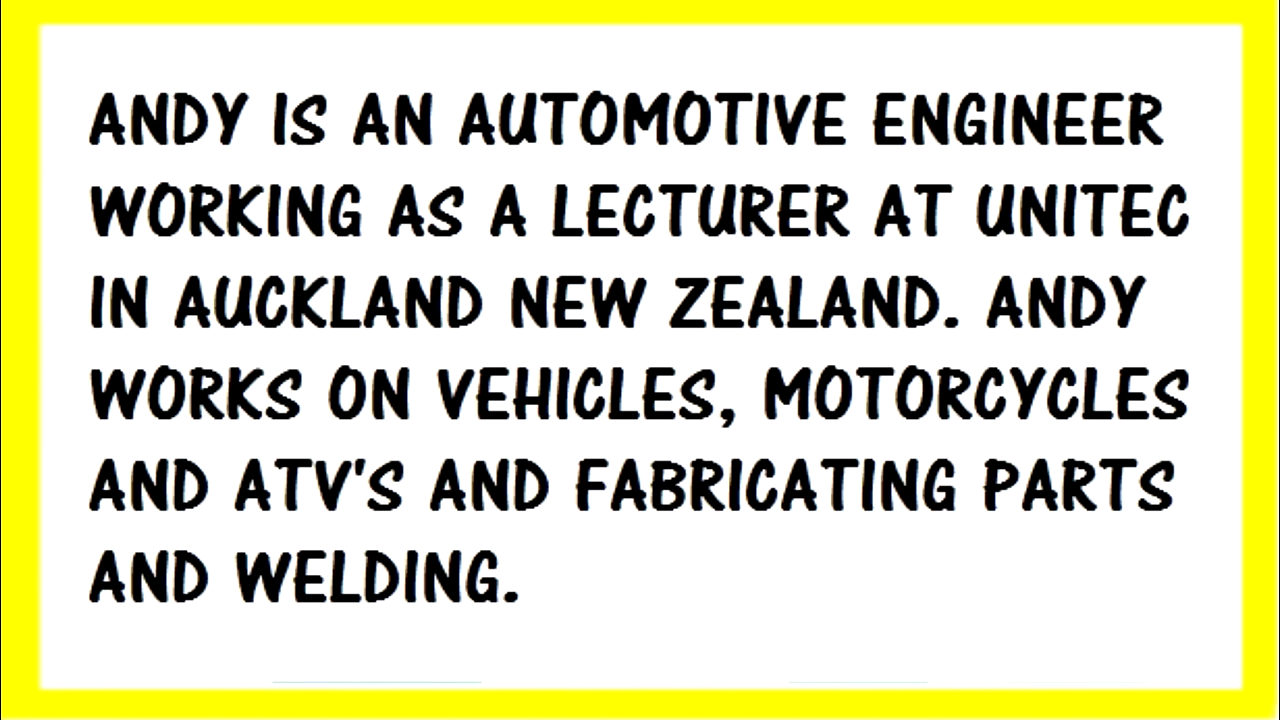 ANDY IS AN AUTOMOTIVE ENGINEER
WORKING AS A LECTURER AT UNITEC
IN AUCKLAND NEW ZEALAND. ANDY
WORKS ON VEHICLES, MOTORCYCLES
AND ATV'S AND FABRICATING PARTS
AND WELDING.